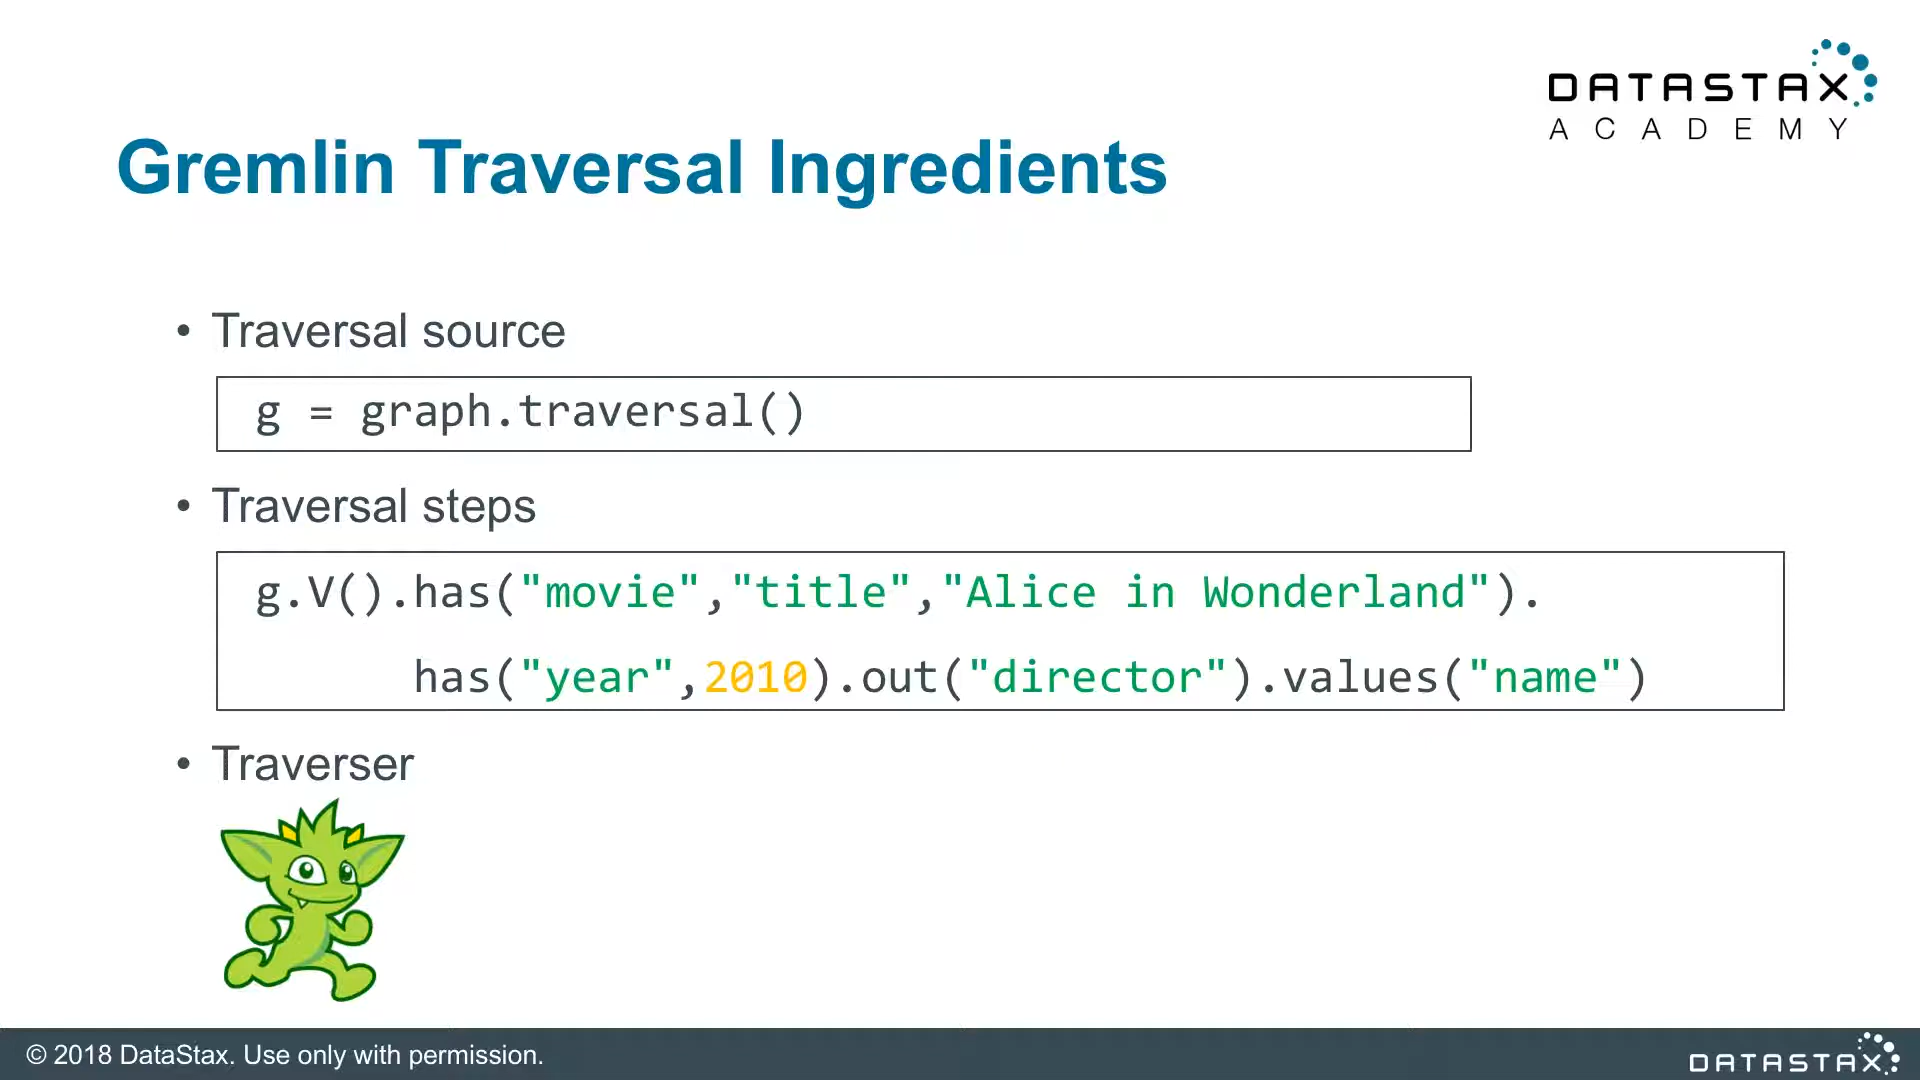 DATASTAX
ACADEMY
Gremlin Traversal Ingredients
• Traversal source
g = graph.traversal()
• Traversal steps
g.V().has("movie","title","Alice in Wonderland").
has("year",2010).out("director").values("name")
• Traverser
© 2018 DataStax. Use only with permission.
DATASTAX